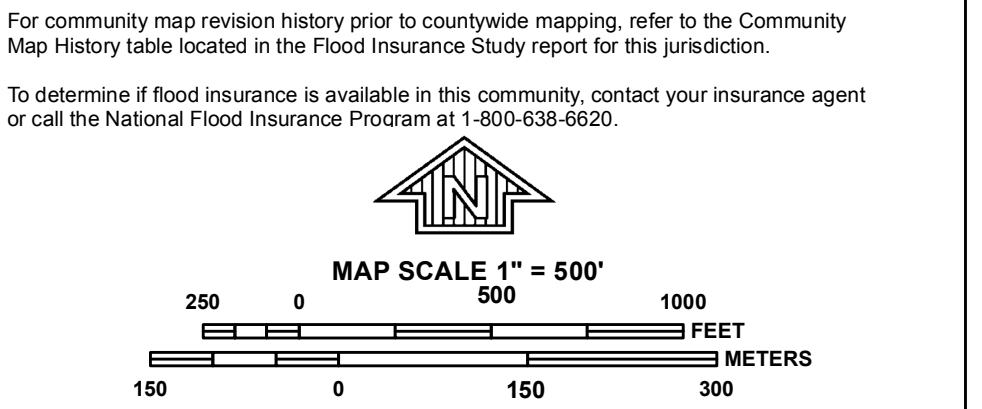 For community map revision history prior to countywide mapping, refer to the Community
Map History table located in the Flood Insurance Study report for this jurisdiction.
To determine if flood insurance is available in this community, contact your insurance agent
or call the National Flood Insurance Program at 1-800-638-6620.
N
MAP SCALE 1" = 500'
250 0 500 1000
FEET
METERS
150 0 150 300